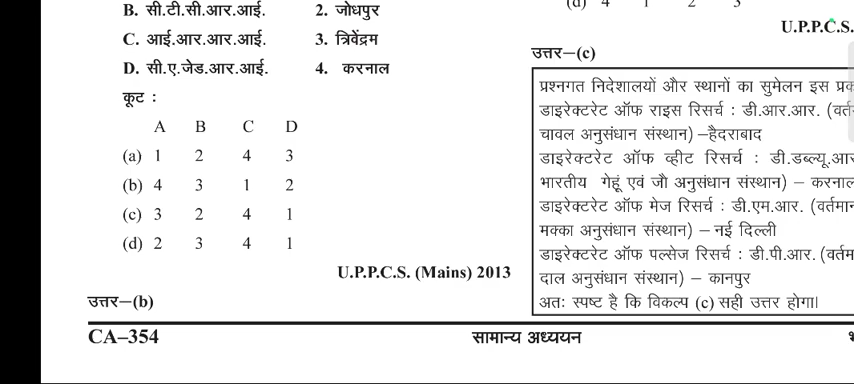 B. सी.टी.सी.आर.आई. 2. जोधपुर
C. आई.आर.आर.आई. 3. त्रिवेंद्रम
D. सी.ए.जेड.आर.आई. 4. करनाल
कूट :
A B C D
(a) 1 2 4 3
(b) 4 3 1 2
(c) 3 2 4 1
(d) 2 3 4 1
U.P.P.C.S. (Mains) 2013
उत्तर—(b)
(d) 4 1 2 3
U.P.P.C.S.
उत्तर—(c)
प्रश्नगत निदेशालयों और स्थानों का सुमेलन इस प्रक
डाइरेक्टरेट ऑफ राइस रिसर्च : डी.आर.आर. (वर्त
चावल अनुसंधान संस्थान) –हैदराबाद
डाइरेक्टरेट ऑफ व्हीट रिसर्च : डी.डब्ल्यू.आर
भारतीय गेहूं एवं जौ अनुसंधान संस्थान) – करनाल
डाइरेक्टरेट ऑफ मेज रिसर्च : डी.एम.आर. (वर्तमान
मक्का अनुसंधान संस्थान) – नई दिल्ली
डाइरेक्टरेट ऑफ पल्सेज रिसर्च : डी.पी.आर. (वर्तम
दाल अनुसंधान संस्थान) – कानपुर
अतः स्पष्ट है कि विकल्प (c) सही उत्तर होगा।
CA–354 सामान्य अध्ययन